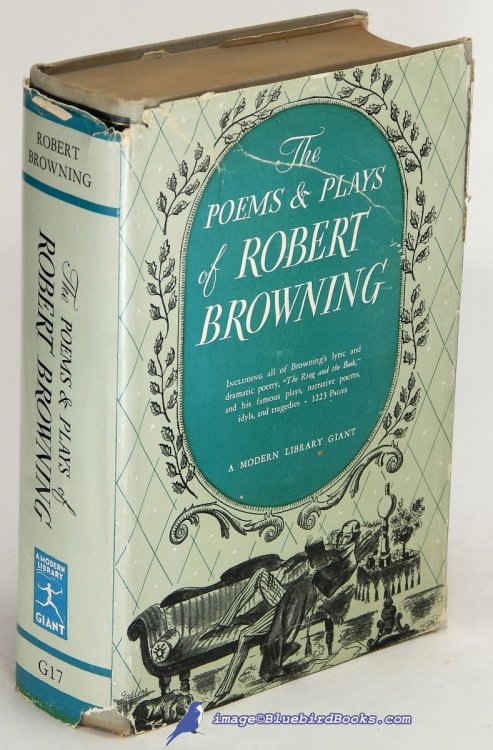 ROBERT
BROWNING
The
POEMS & PLAYS
of
ROBERT BROWNING
A MODERN
LIBRARY
GIANT
G17
The
POEMS & PLAYS
of ROBERT
BROWNING
INCLUDING all of Browning's lyric and
dramatic poetry, "The Ring and the Book,"
and his famous plays, narrative poems,
idyls, and tragedies • 1223 PAGES
A MODERN LIBRARY GIANT
image©BluebirdBooks.com